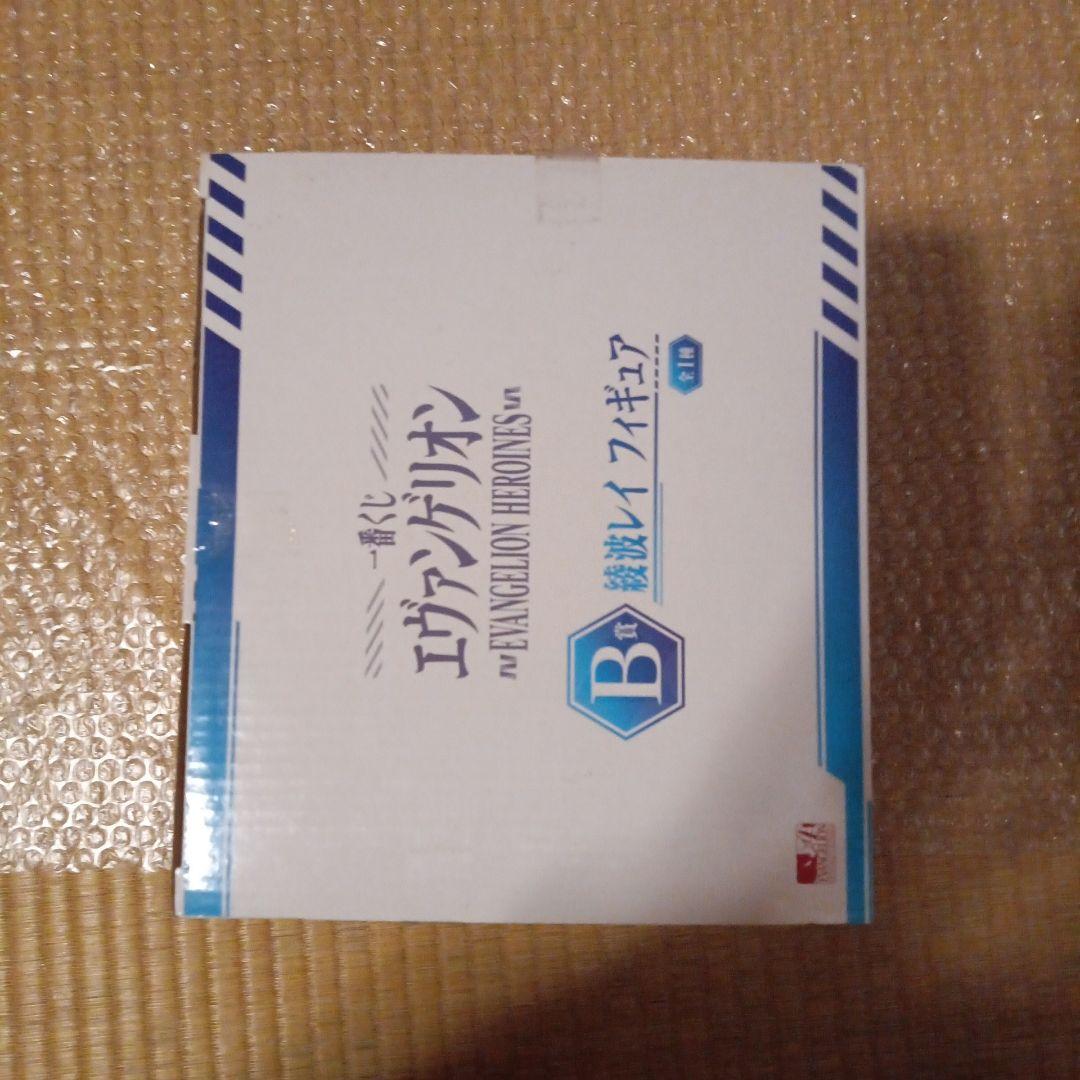 一番くじ
エヴァンゲリオン
～EVANGELION HEROINES～
B賞
綾波レイ フィギュア
全1種